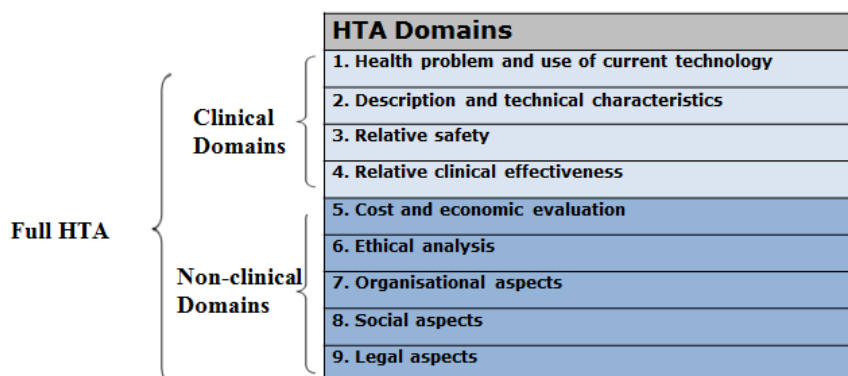 HTA Domains
1. Health problem and use of current technology
2. Description and technical characteristics
3. Relative safety
4. Relative clinical effectiveness
5. Cost and economic evaluation
6. Ethical analysis
7. Organisational aspects
8. Social aspects
9. Legal aspects
Clinical
Domains
Non-clinical
Domains
Full HTA